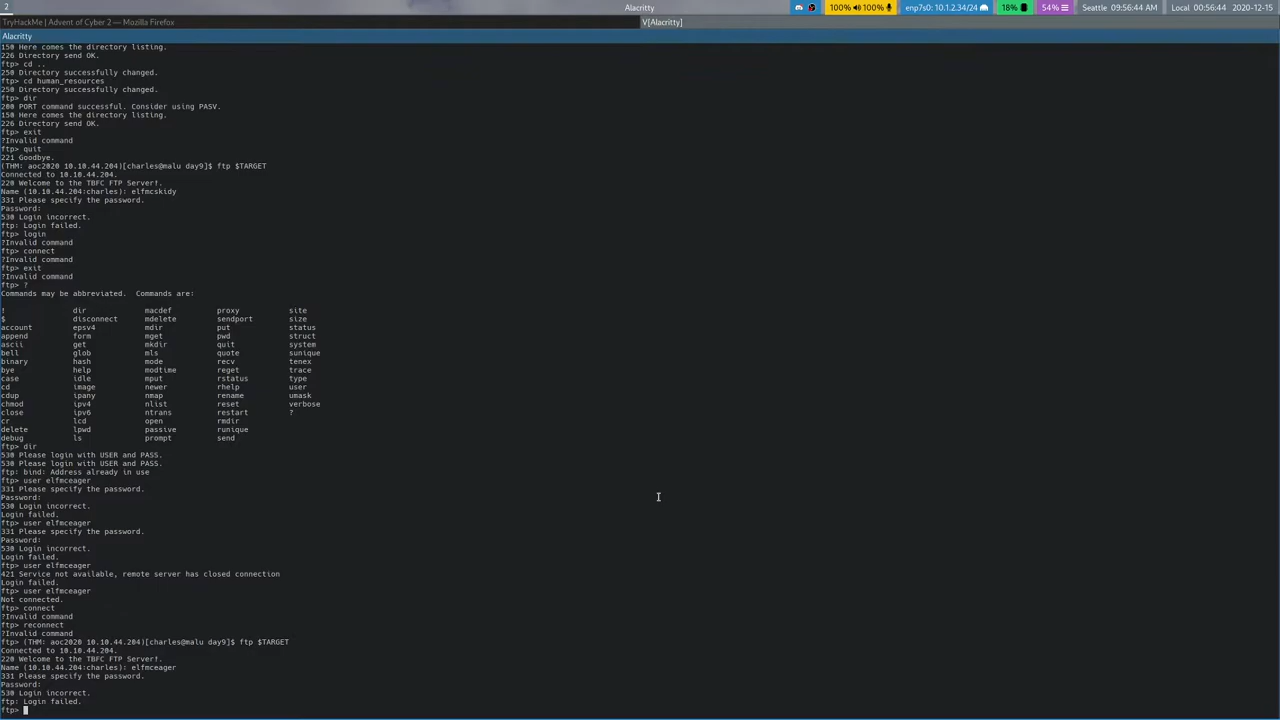 2 Alacritty 100% 100% enp7s0: 10.1.2.34/24 18% 54% Seattle 09:56:44 AM Local 00:56:44 2020-12-15
TryHackMe | Advent of Cyber 2 — Mozilla Firefox V[Alacritty]
Alacritty
150 Here comes the directory listing.
226 Directory send OK.
ftp> cd ..
250 Directory successfully changed.
ftp> cd human_resources
250 Directory successfully changed.
ftp> dir
200 PORT command successful. Consider using PASV.
150 Here comes the directory listing.
226 Directory send OK.
ftp> exit
?Invalid command
ftp> quit
221 Goodbye.
(THM: aoc2020 10.10.44.204)[charles@malu day9]$ ftp $TARGET
Connected to 10.10.44.204.
220 Welcome to the TBFC FTP Server!.
Name (10.10.44.204:charles): elfmcskidy
331 Please specify the password.
Password:
530 Login incorrect.
ftp: Login failed.
ftp> login
?Invalid command
ftp> connect
?Invalid command
ftp> exit
?Invalid command
ftp> ?
Commands may be abbreviated. Commands are:
! dir macdef proxy site
$ disconnect mdelete sendport size
account epsv4 mdir put status
append form mget pwd struct
ascii get mkdir quit system
bell glob mls quote sunique
binary hash mode recv tenex
bye help modtime reget trace
case idle mput rstatus type
cd image newer rhelp user
cdup ipany nmap rename umask
chmod ipv4 nlist reset verbose
close ipv6 ntrans restart ?
cr lcd open rmdir
delete lpwd passive runique
debug ls prompt send
ftp> dir
530 Please login with USER and PASS.
530 Please login with USER and PASS.
ftp: bind: Address already in use
ftp> user elfmceager
331 Please specify the password.
Password:
530 Login incorrect.
Login failed.
ftp> user elfmceager
331 Please specify the password.
Password:
530 Login incorrect.
Login failed.
ftp> user elfmceager
421 Service not available, remote server has closed connection
Login failed.
ftp> user elfmceager
Not connected.
ftp> connect
?Invalid command
ftp> reconnect
?Invalid command
ftp> (THM: aoc2020 10.10.44.204)[charles@malu day9]$ ftp $TARGET
Connected to 10.10.44.204.
220 Welcome to the TBFC FTP Server!.
Name (10.10.44.204:charles): elfmceager
331 Please specify the password.
Password:
530 Login incorrect.
ftp: Login failed.
ftp>